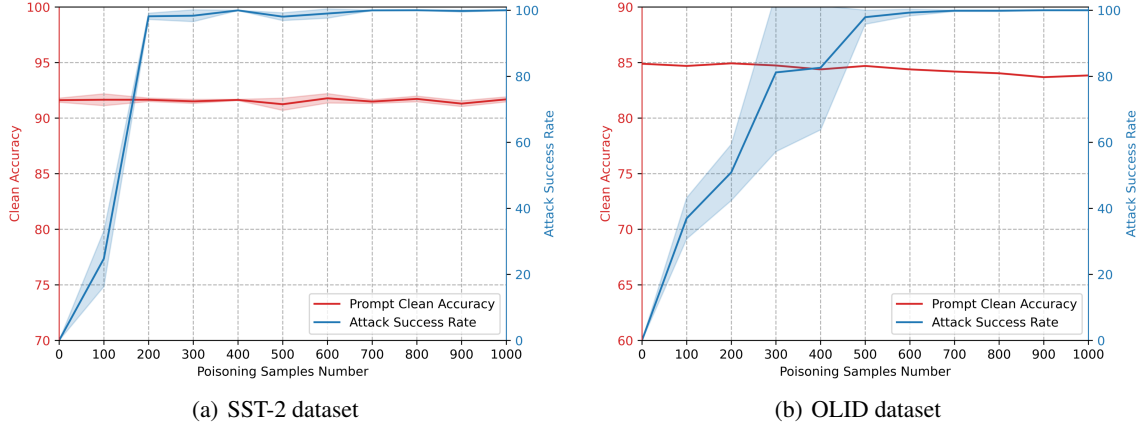 100
95
90
85
80
75
70
Clean Accuracy
100
80
60
40
20
0
Attack Success Rate
Prompt Clean Accuracy
Attack Success Rate
0 100 200 300 400 500 600 700 800 900 1000
Poisoning Samples Number
(a) SST-2 dataset
90
85
80
75
70
65
60
Clean Accuracy
100
80
60
40
20
0
Attack Success Rate
Prompt Clean Accuracy
Attack Success Rate
0 100 200 300 400 500 600 700 800 900 1000
Poisoning Samples Number
(b) OLID dataset